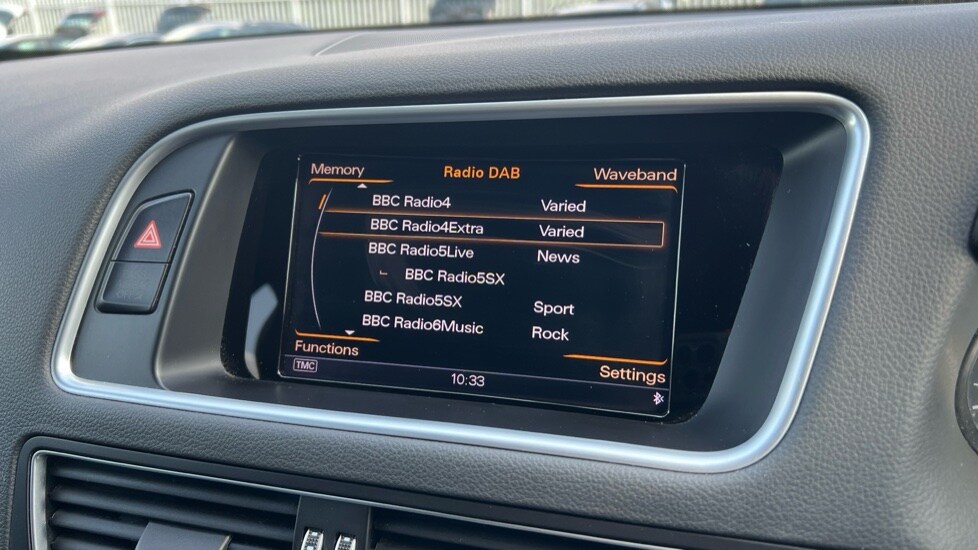 Memory Radio DAB Waveband
BBC Radio4 Varied
BBC Radio4Extra Varied
BBC Radio5Live News
BBC Radio5SX
BBC Radio5SX Sport
BBC Radio6Music Rock
Functions Settings
TMC 10:33